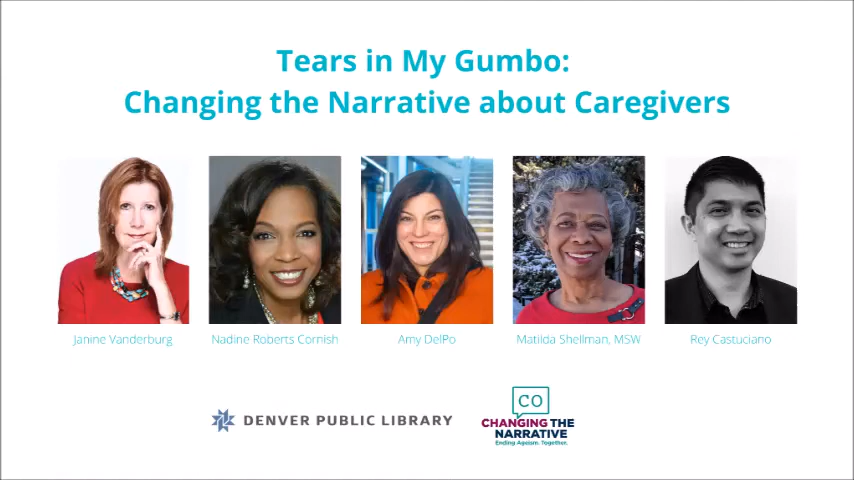 Tears in My Gumbo:
Changing the Narrative about Caregivers
Janine Vanderburg
Nadine Roberts Cornish
Amy DelPo
Matilda Shellman, MSW
Rey Castuciano
DENVER PUBLIC LIBRARY
CO
CHANGING THE
NARRATIVE
Ending Ageism. Together.